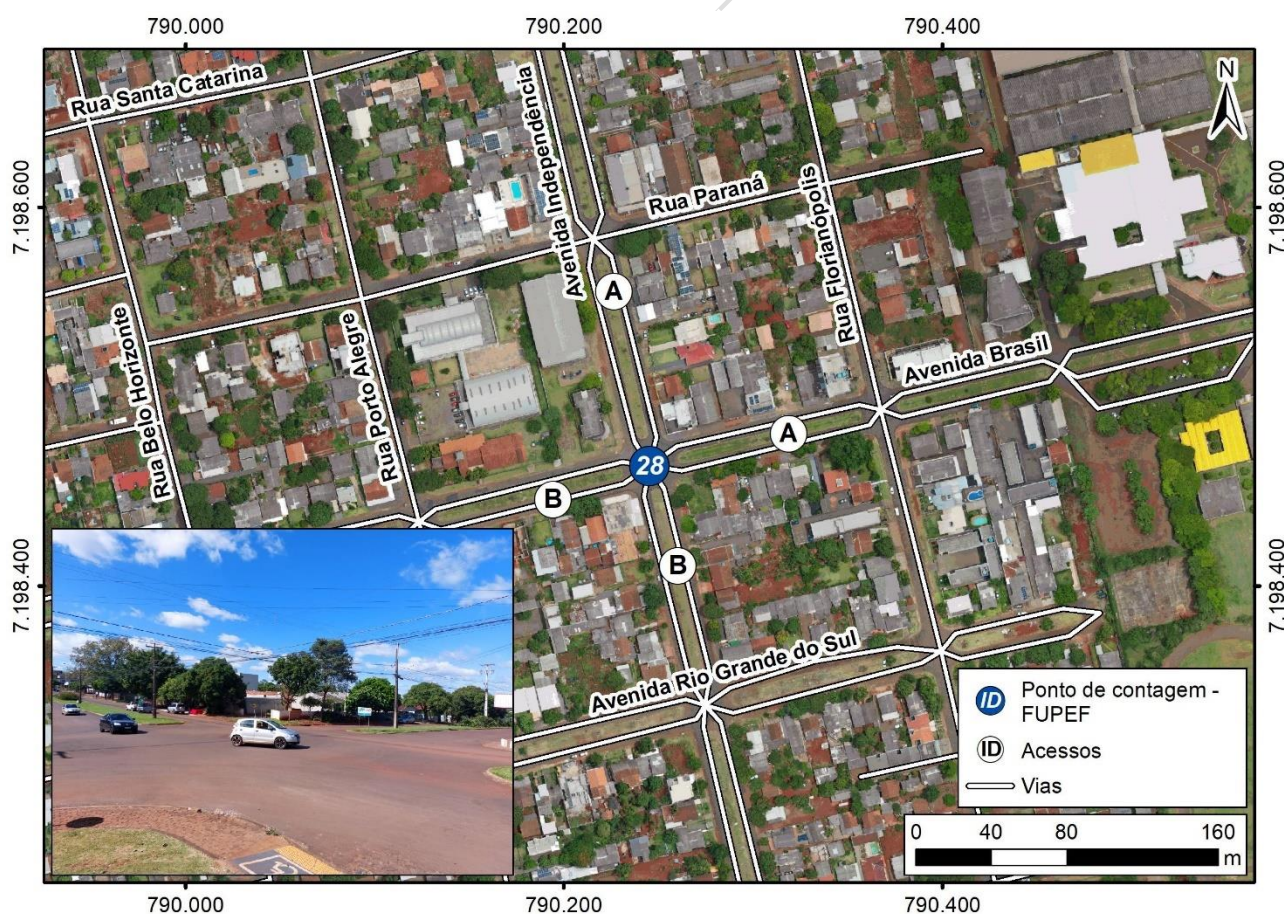 790.000
790.200
790.400
Rua Santa Catarina
Avenida Independência
N
7.198.600
Rua Paraná
Rua Florianópolis
7.198.600
A
Rua Belo Horizonte
Rua Porto Alegre
Avenida Brasil
A
28
B
B
7.198.400
7.198.400
Avenida Rio Grande do Sul
ID
Ponto de contagem -
FUPEF
ID
Acessos
Vias
0
40
80
160
m
790.000
790.200
790.400